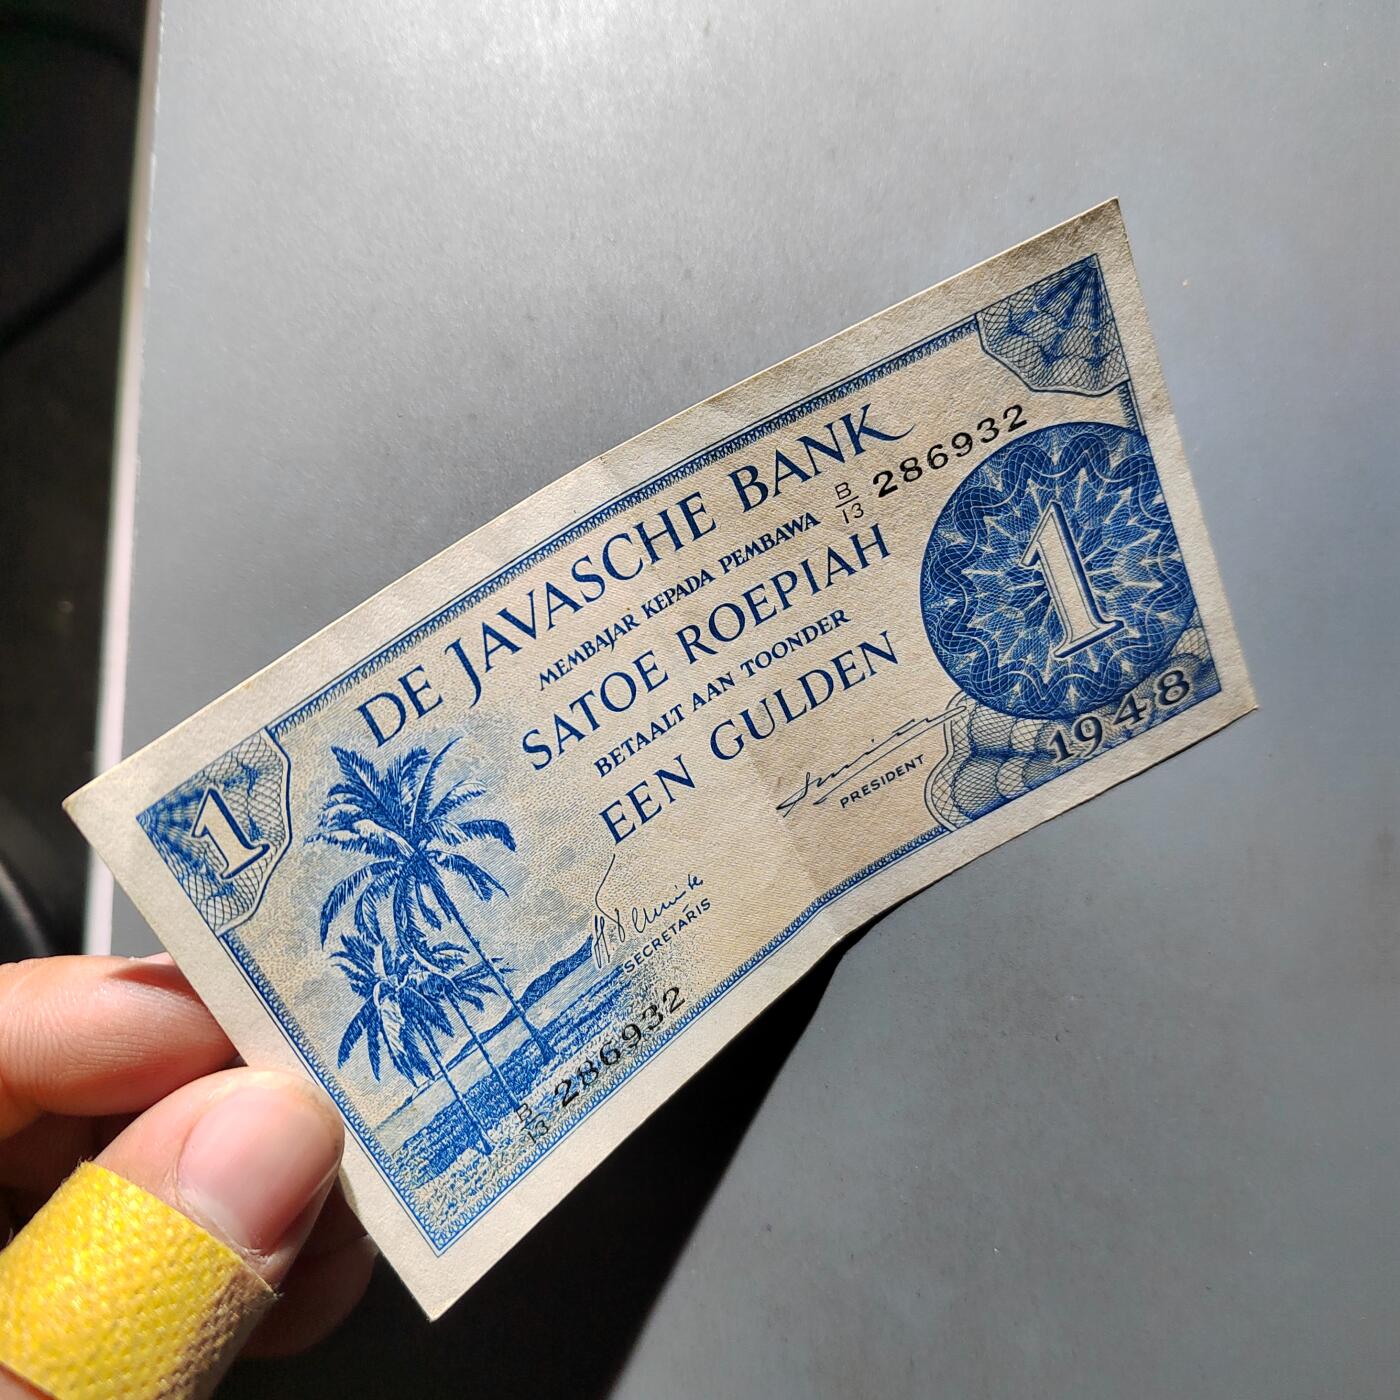 DE JAVASCHE BANK
MEMBAJAR KEPADA PEMBAWA
B/13 286932
SATOE ROEPIAH
BETAALT AAN TOONDER
EEN GULDEN
1
1
PRESIDENT
SECRETARIS
1948
B/13 286932